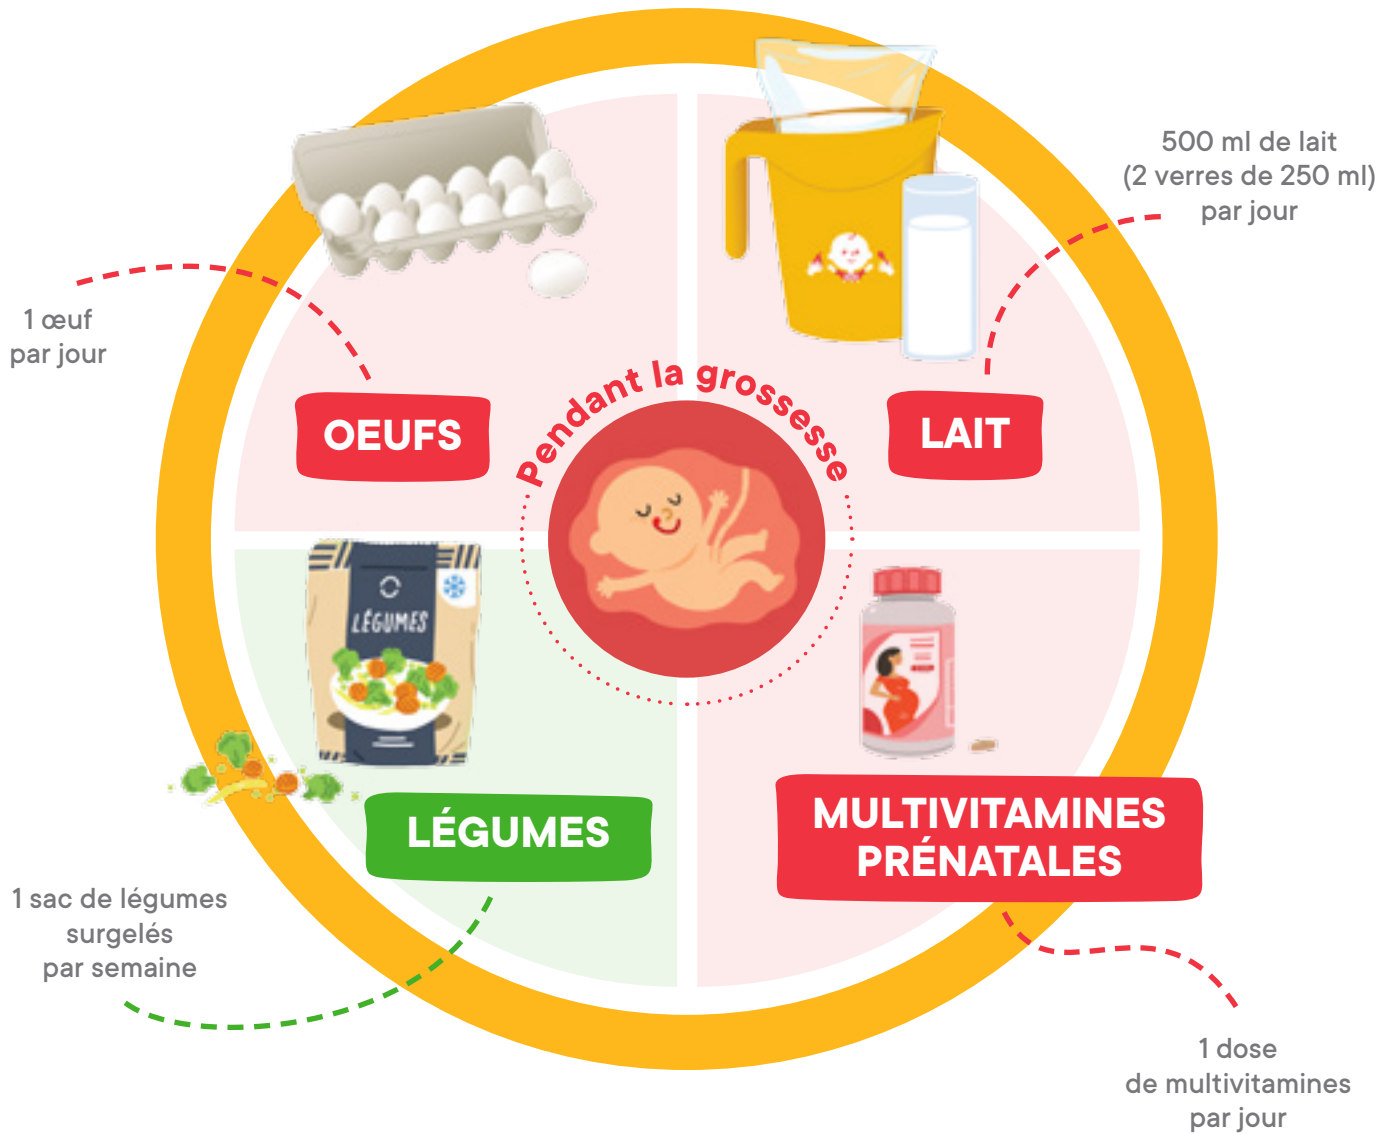 500 ml de lait
(2 verres de 250 ml)
par jour
1 œuf
par jour
OEUFS
LAIT
Pendant la grossesse
LÉGUMES
LÉGUMES
MULTIVITAMINES
PRÉNATALES
1 sac de légumes
surgelés
par semaine
1 dose
de multivitamines
par jour